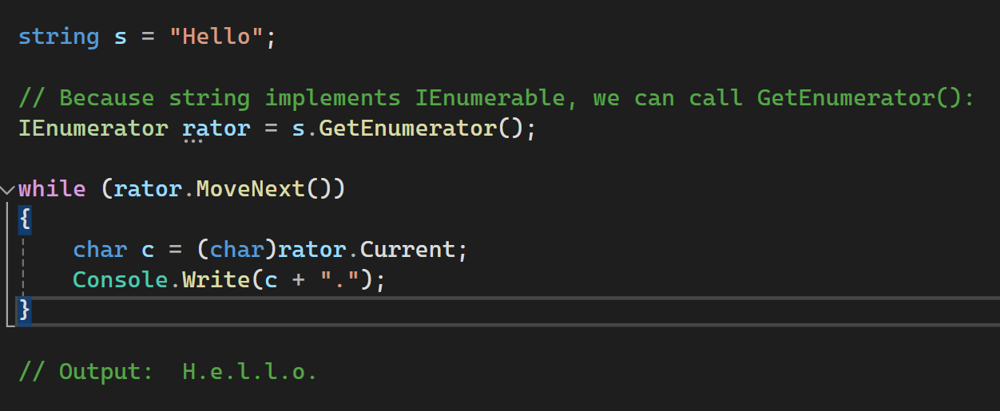 string s = "Hello";
// Because string implements IEnumerable, we can call GetEnumerator():
IEnumerator rator = s.GetEnumerator();
while (rator.MoveNext())
{
    char c = (char)rator.Current;
    Console.Write(c + ".");
}
// Output:  H.e.l.l.o.